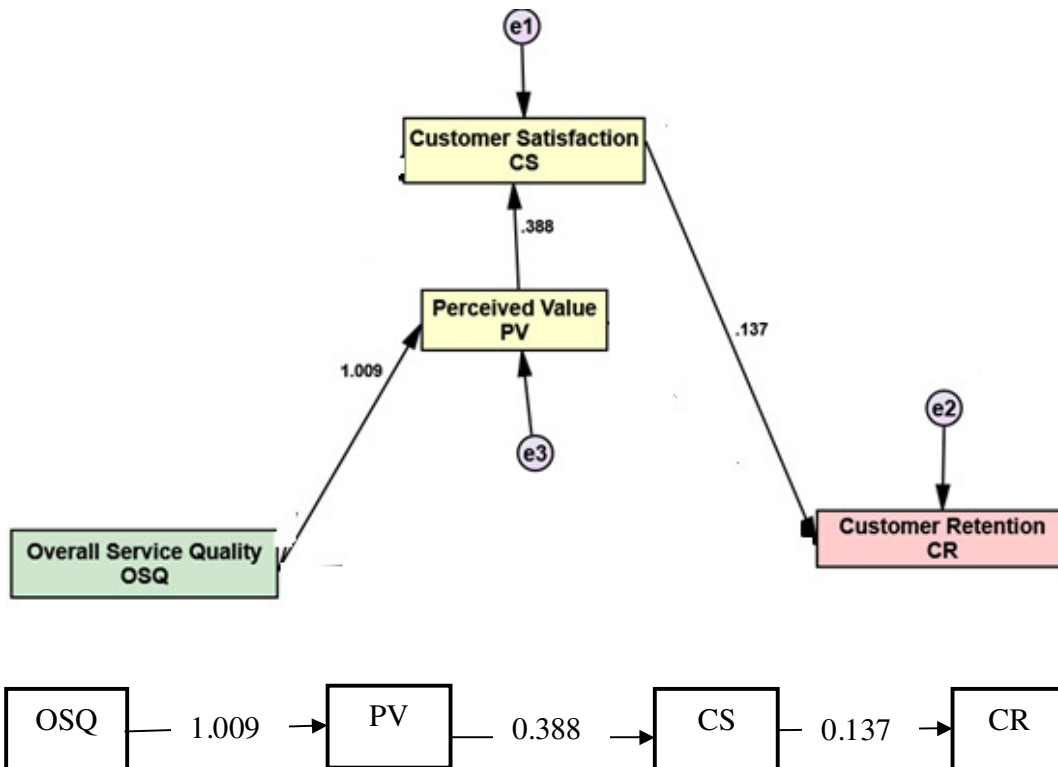 e1
Customer Satisfaction
CS
.388
Perceived Value
PV
.137
1.009
e2
e3
Customer Retention
CR
Overall Service Quality
OSQ
OSQ 1.009 PV 0.388 CS 0.137 CR